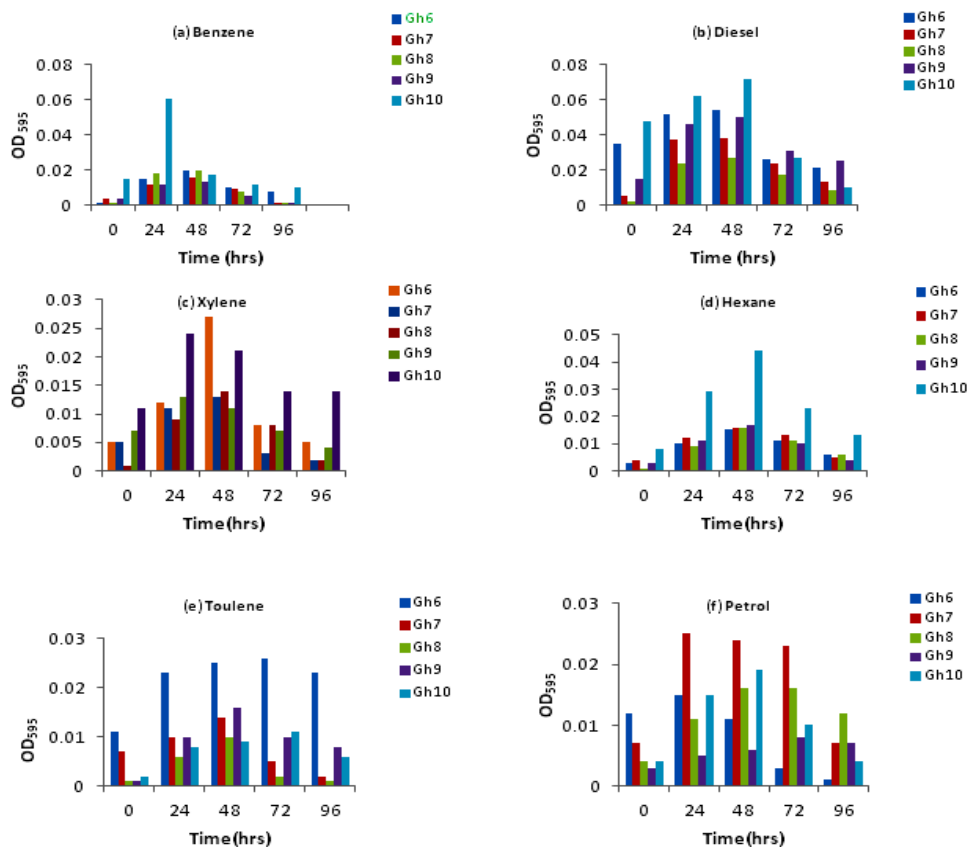 (a) Benzene
Gh6
Gh7
Gh8
Gh9
Gh10
OD595
0.08
0.06
0.04
0.02
0
0 24 48 72 96
Time (hrs)
(b) Diesel
Gh6
Gh7
Gh8
Gh9
Gh10
OD595
0.08
0.06
0.04
0.02
0
0 24 48 72 96
Time (hrs)
(c) Xylene
Gh6
Gh7
Gh8
Gh9
Gh10
OD595
0.03
0.025
0.02
0.015
0.01
0.005
0
0 24 48 72 96
Time(hrs)
(d) Hexane
Gh6
Gh7
Gh8
Gh9
Gh10
OD595
0.05
0.04
0.03
0.02
0.01
0
0 24 48 72 96
Time (hrs)
(e) Toulene
Gh6
Gh7
Gh8
Gh9
Gh10
OD595
0.03
0.02
0.01
0
0 24 48 72 96
Time(hrs)
(f) Petrol
Gh6
Gh7
Gh8
Gh9
Gh10
OD595
0.03
0.02
0.01
0
0 24 48 72 96
Time(hrs)